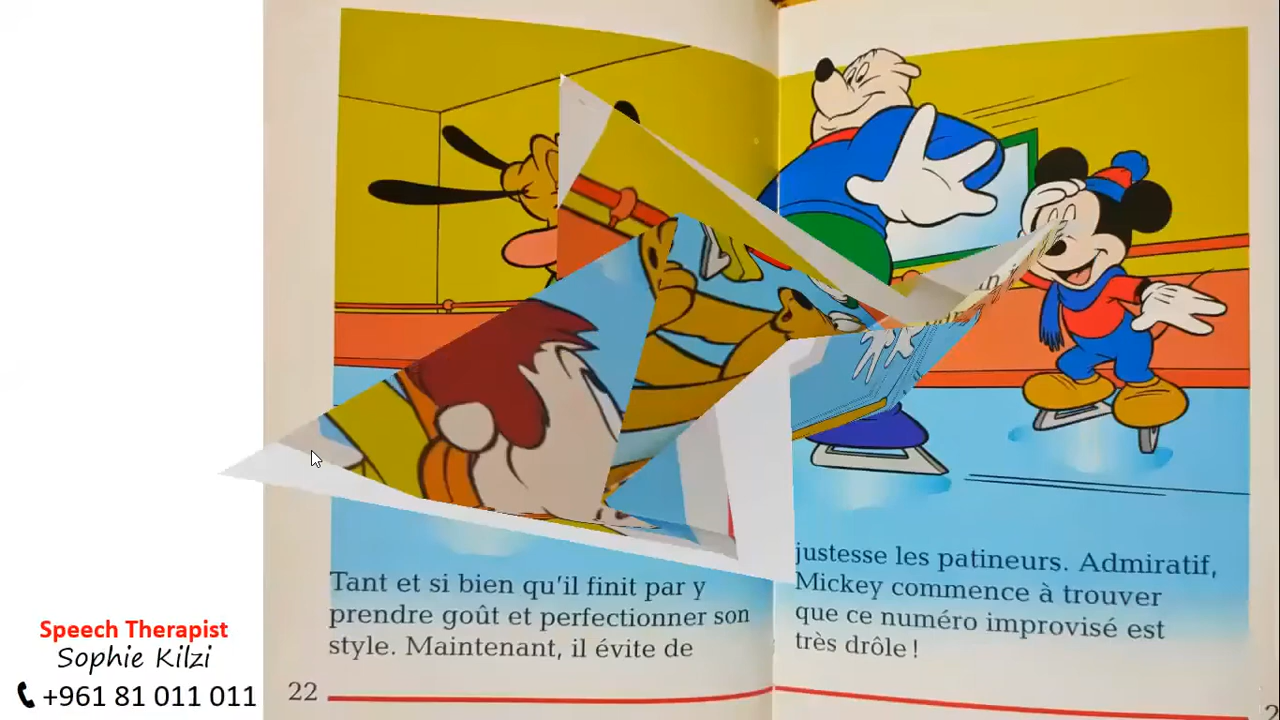 Tant et si bien qu'il finit par y
prendre goût et perfectionner son
style. Maintenant, il évite de
22
justesse les patineurs. Admiratif,
Mickey commence à trouver
que ce numéro improvisé est
très drôle !
Speech Therapist
Sophie Kilzi
+961 81 011 011